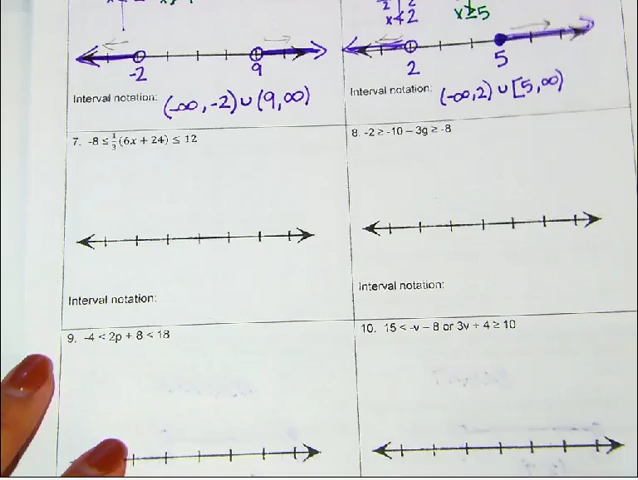 x<2
x≥5
-2
9
2
5
Interval notation: (-∞, -2) ∪ (9, ∞)
Interval notation: (-∞, 2) ∪ [5, ∞)
7. -8 ≤ 1/3 (6x + 24) ≤ 12
8. -2 ≥ -10 – 3g ≥ -8
Interval notation:
Interval notation:
9. -4 < 2p + 8 < 18
10. 15 < -v – 8 or 3v + 4 ≥ 10